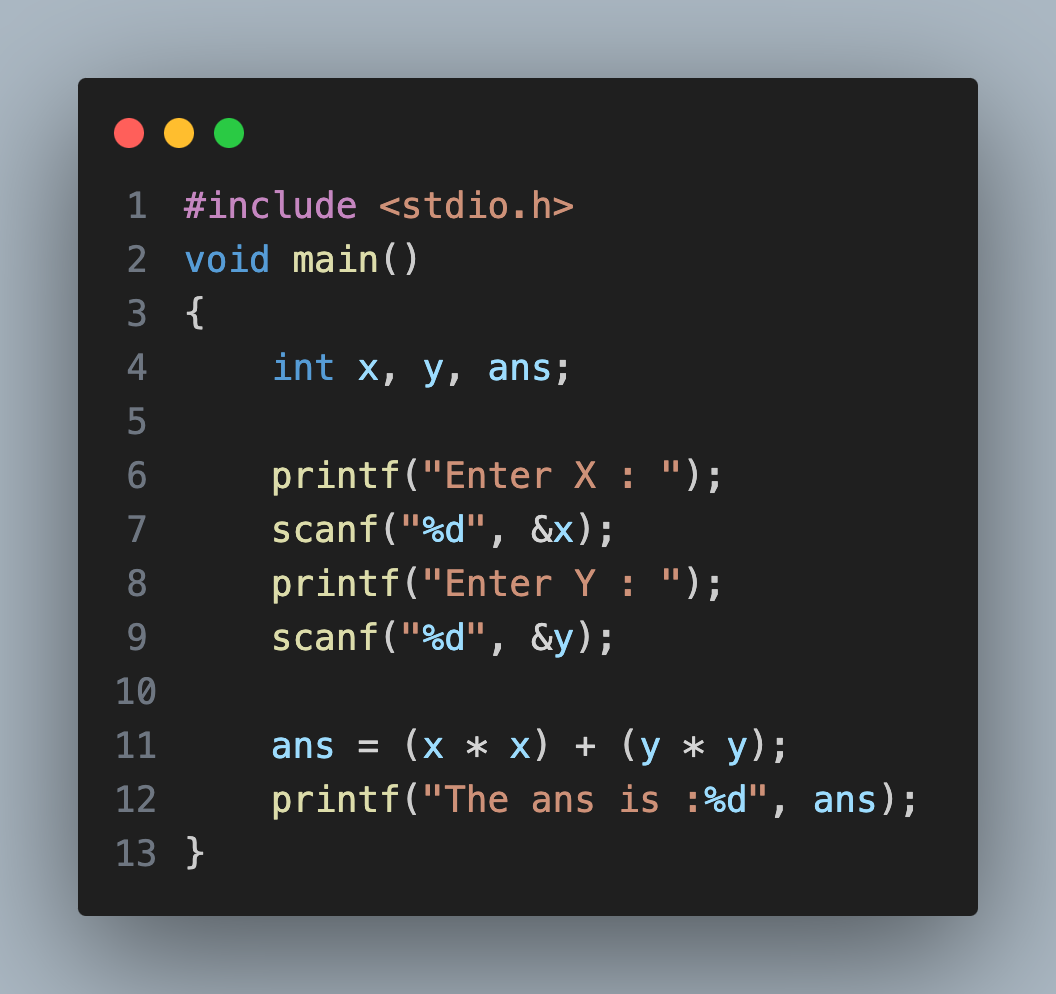 1 #include <stdio.h>
2 void main()
3 {
4     int x, y, ans;
5
6     printf("Enter X : ");
7     scanf("%d", &x);
8     printf("Enter Y : ");
9     scanf("%d", &y);
10
11     ans = (x * x) + (y * y);
12     printf("The ans is :%d", ans);
13 }